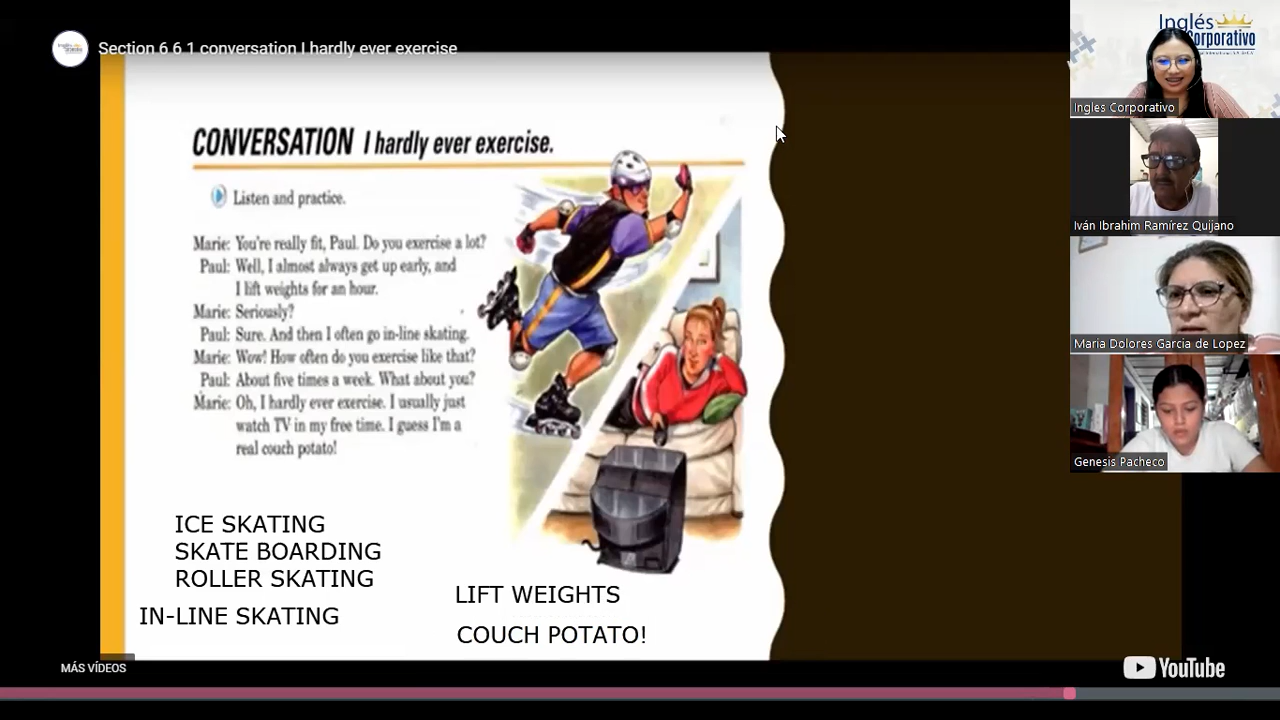 Section 6 6 1 conversation I hardly ever exercise
CONVERSATION I hardly ever exercise.
Listen and practice.
Marie: You're really fit, Paul. Do you exercise a lot?
Paul: Well, I almost always get up early, and
I lift weights for an hour.
Marie: Seriously?
Paul: Sure. And then I often go in-line skating.
Marie: Wow! How often do you exercise like that?
Paul: About five times a week. What about you?
Marie: Oh, I hardly ever exercise. I usually just
watch TV in my free time. I guess I'm a
real couch potato!
ICE SKATING
SKATE BOARDING
ROLLER SKATING
IN-LINE SKATING
LIFT WEIGHTS
COUCH POTATO!
MÁS VÍDEOS
YouTube
Inglés
Corporativo
Ingles Corporativo
Iván Ibrahim Ramírez Quijano
Maria Dolores Garcia de Lopez
Genesis Pacheco